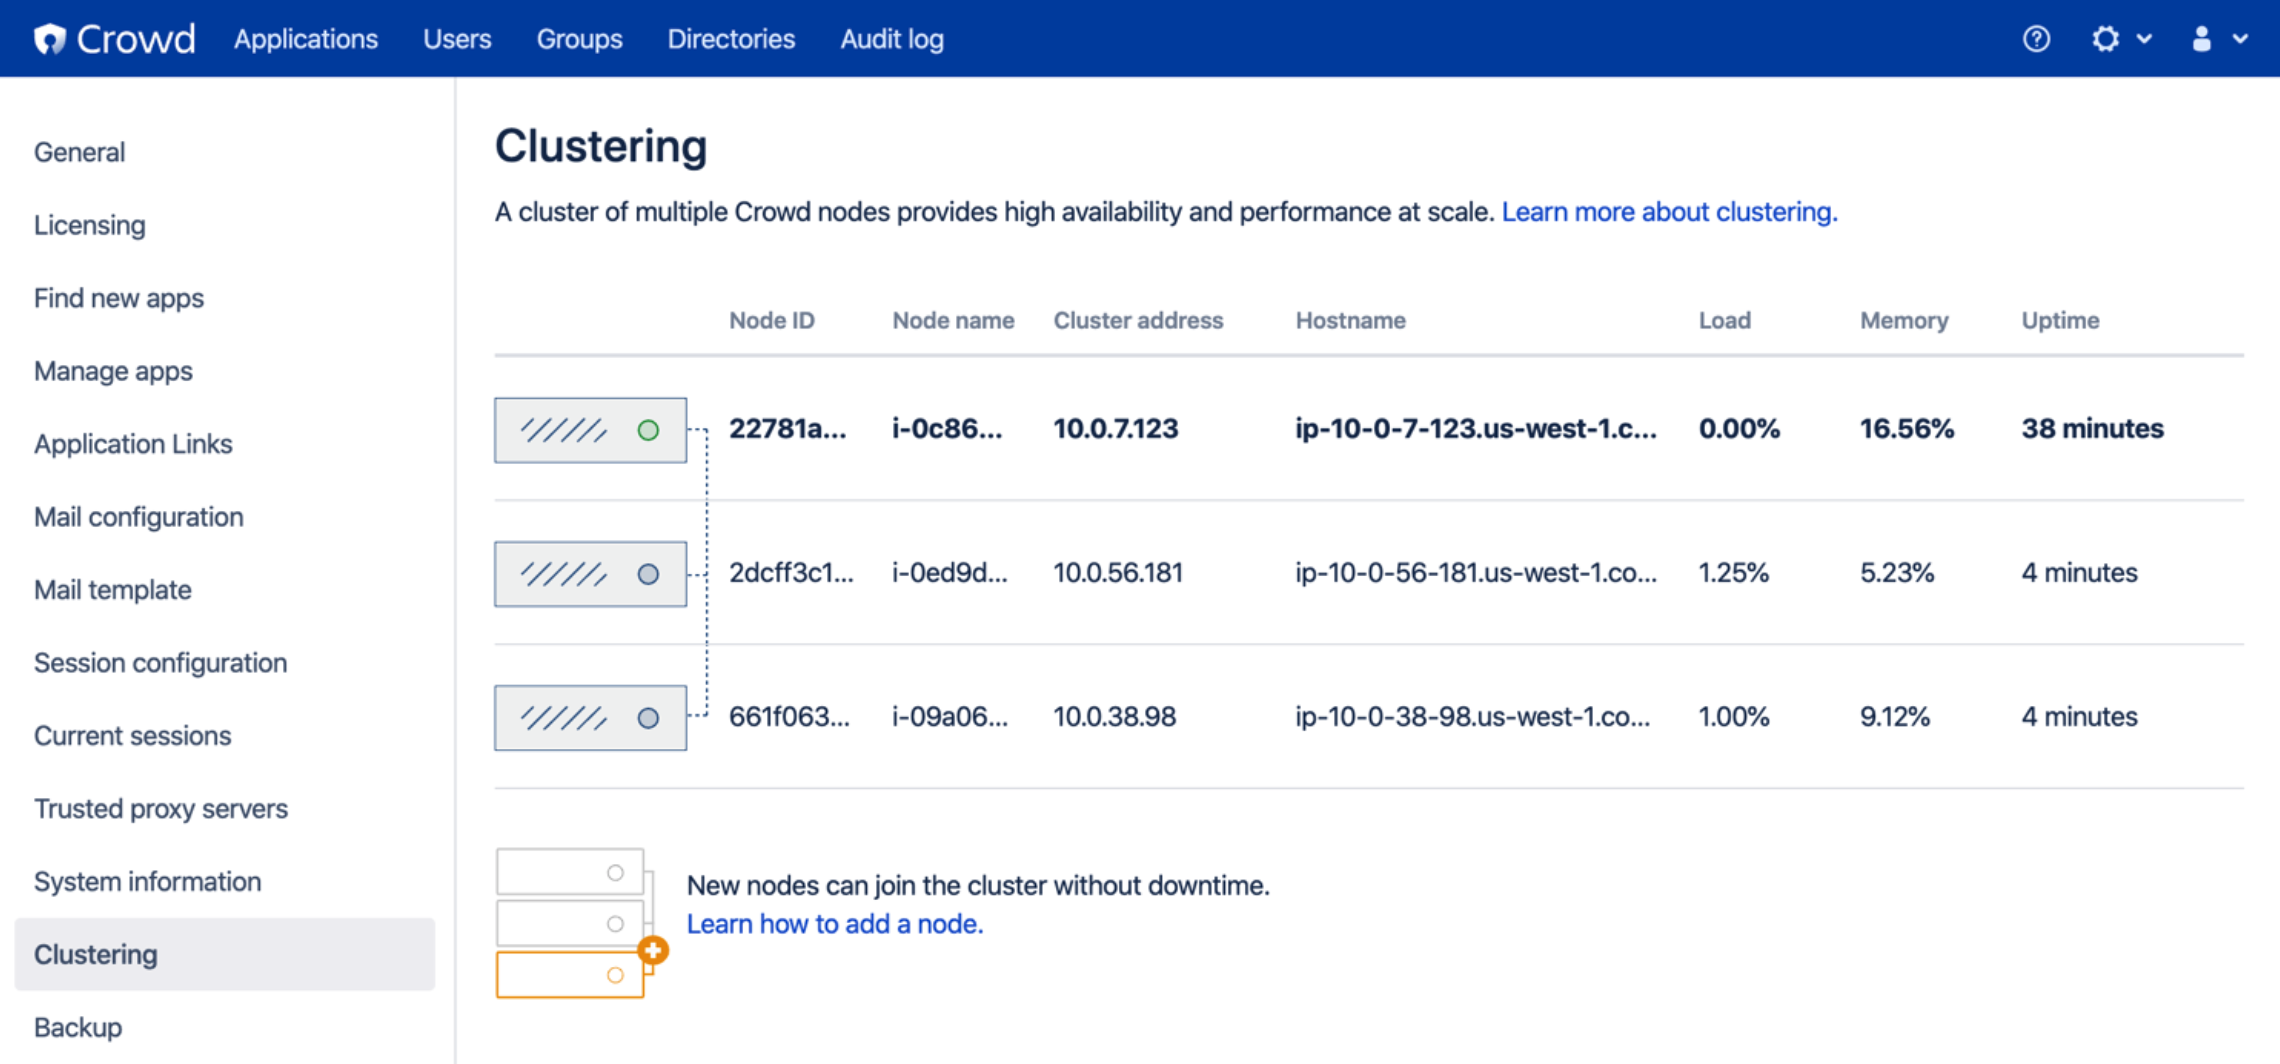 Crowd Applications Users Groups Directories Audit log
General
Licensing
Find new apps
Manage apps
Application Links
Mail configuration
Mail template
Session configuration
Current sessions
Trusted proxy servers
System information
Clustering
Backup
Clustering
A cluster of multiple Crowd nodes provides high availability and performance at scale. Learn more about clustering.
Node ID Node name Cluster address Hostname Load Memory Uptime
22781a... i-0c86... 10.0.7.123 ip-10-0-7-123.us-west-1.c... 0.00% 16.56% 38 minutes
2dcff3c1... i-0ed9d... 10.0.56.181 ip-10-0-56-181.us-west-1.co... 1.25% 5.23% 4 minutes
661f063... i-09a06... 10.0.38.98 ip-10-0-38-98.us-west-1.co... 1.00% 9.12% 4 minutes
New nodes can join the cluster without downtime.
Learn how to add a node.